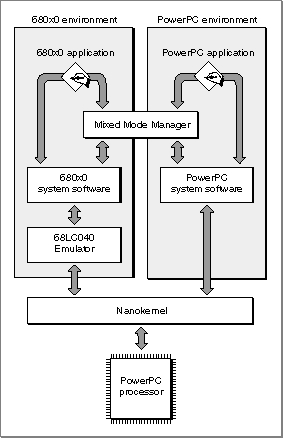 680x0 environment
PowerPC environment
680x0 application
PowerPC application
Mixed Mode Manager
680x0
system software
PowerPC
system software
68LC040
Emulator
Nanokernel
PowerPC
processor